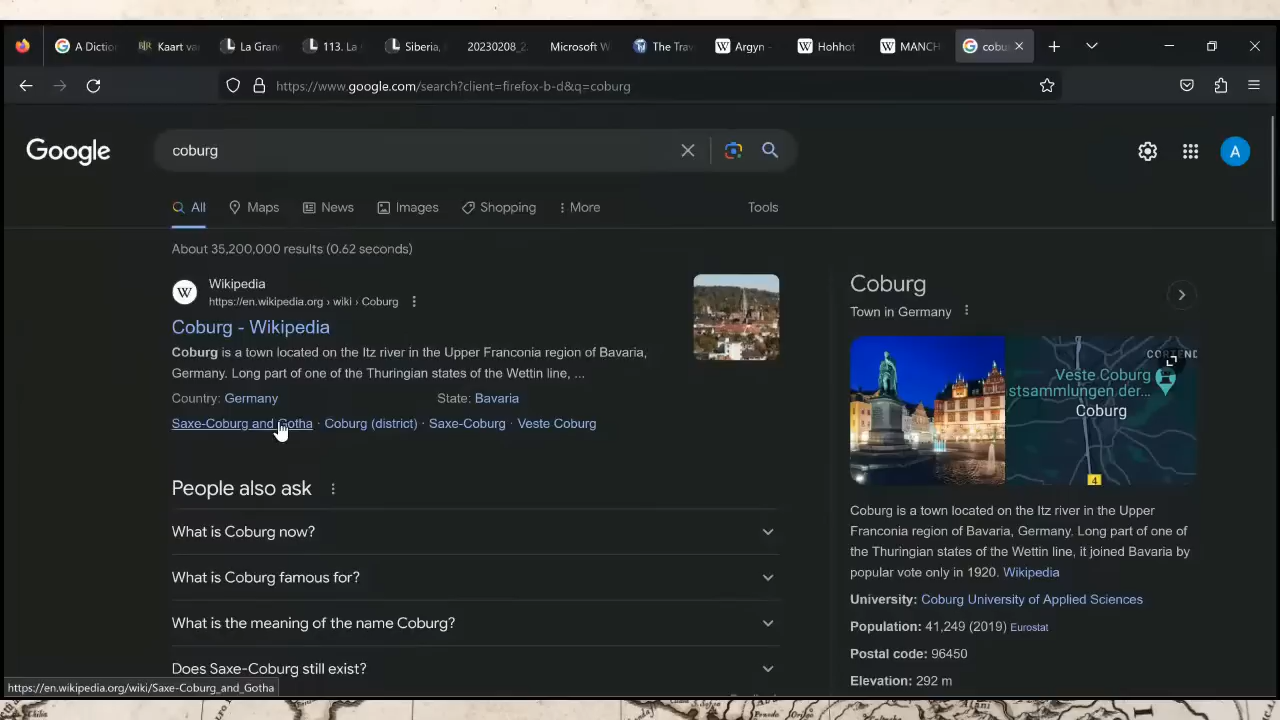 A Dictio
Kaart va
La Gran
113. La
Siberia,
20230208_2
Microsoft W
The Tra
Argyn -
Hohhot
MANCH
cobu
https://www.google.com/search?client=firefox-b-d&q=coburg
Google
coburg
A
All
Maps
News
Images
Shopping
More
Tools
About 35,200,000 results (0.62 seconds)
W
Wikipedia
https://en.wikipedia.org › wiki › Coburg
Coburg - Wikipedia
Coburg is a town located on the Itz river in the Upper Franconia region of Bavaria,
Germany. Long part of one of the Thuringian states of the Wettin line, ...
Country: Germany
State: Bavaria
Saxe-Coburg and Gotha · Coburg (district) · Saxe-Coburg · Veste Coburg
People also ask
What is Coburg now?
What is Coburg famous for?
What is the meaning of the name Coburg?
Does Saxe-Coburg still exist?
https://en.wikipedia.org/wiki/Saxe-Coburg_and_Gotha
Coburg
Town in Germany
Veste Coburg
stsammlungen der...
Coburg
4
Coburg is a town located on the Itz river in the Upper
Franconia region of Bavaria, Germany. Long part of one of
the Thuringian states of the Wettin line, it joined Bavaria by
popular vote only in 1920. Wikipedia
University: Coburg University of Applied Sciences
Population: 41,249 (2019) Eurostat
Postal code: 96450
Elevation: 292 m